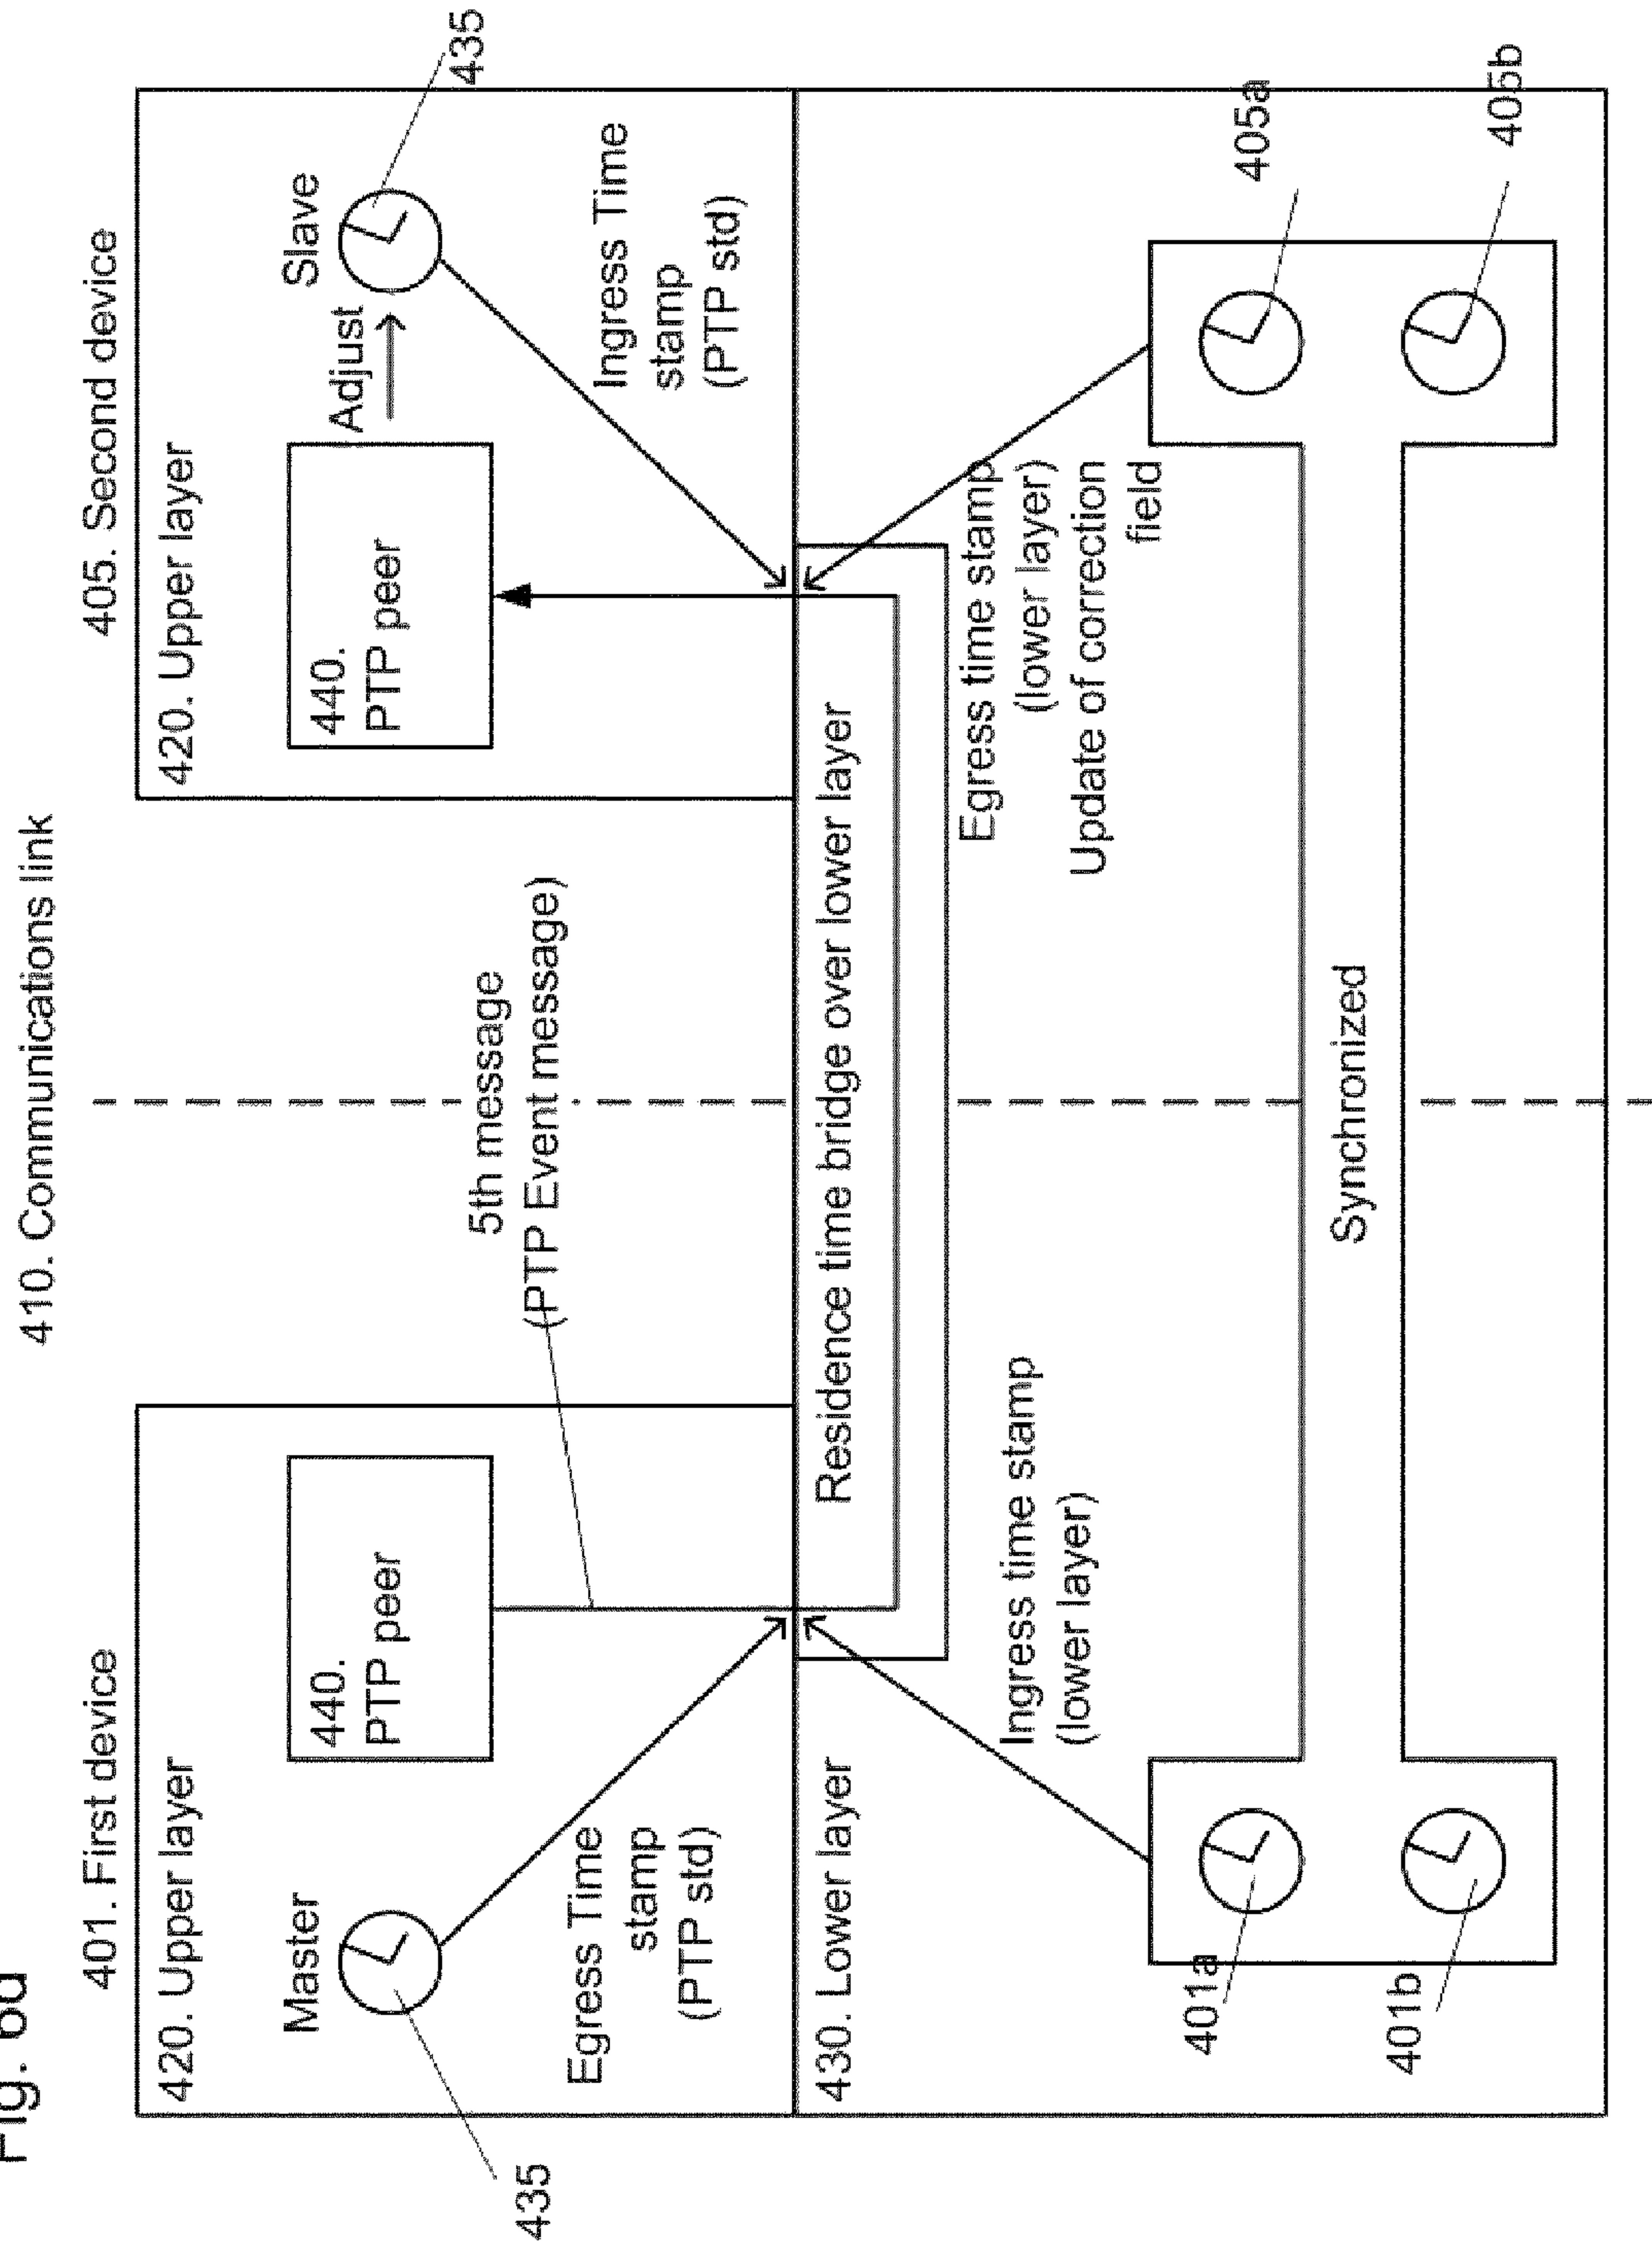 Fig. 6d
410. Communications link
401. First device
405. Second device
420. Upper layer
420. Upper layer
Master
440.
PTP peer
5th message
(PTP Event message)
440.
PTP peer
Adjust
Slave
435
435
Egress Time
stamp
(PTP std)
Ingress Time
stamp
(PTP std)
430. Lower layer
Residence time bridge over lower layer
Ingress time stamp
(lower layer)
Egress time stamp
(lower layer)
Update of correction
field
401a
401b
Synchronized
405a
405b